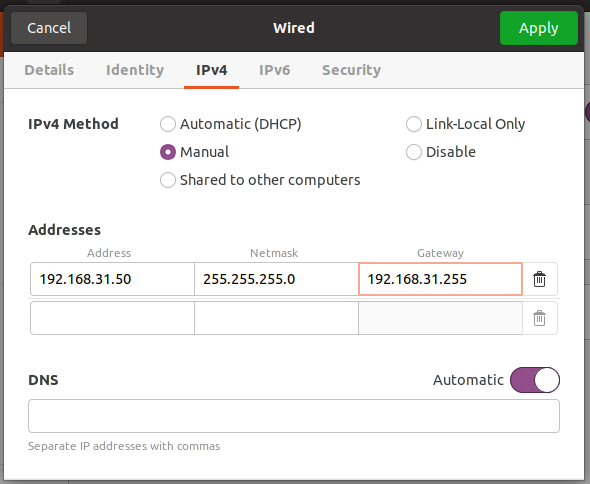 Cancel Wired Apply
Details Identity IPv4 IPv6 Security
IPv4 Method Automatic (DHCP) Link-Local Only
Manual Disable
Shared to other computers
Addresses
Address Netmask Gateway
192.168.31.50 255.255.255.0 192.168.31.255
DNS Automatic
Separate IP addresses with commas